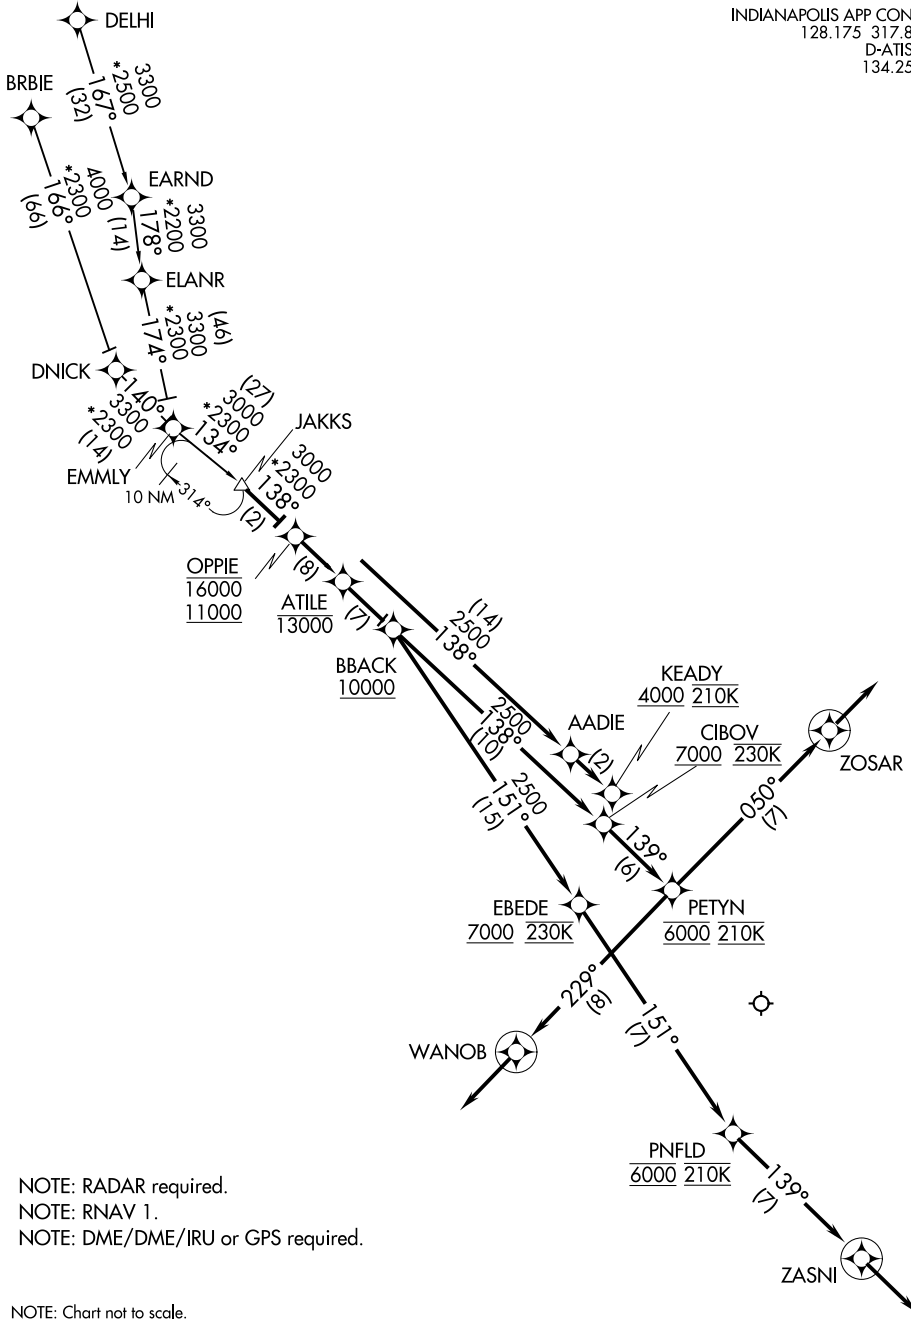 INDIANAPOLIS APP CON
128.175 317.8
D-ATIS
134.25
DELHI
3300
*2500
167°
(32)
BRBIE
4000
*2300
166°
(66)
EARND
3300
*2200
178°
(14)
ELANR
(46)
3300
*2300
174°
DNICK
140°
3300
*2300
(14)
EMMLY
(27)
3000
*2300
134°
JAKKS
10 NM
314°
3000
*2300
138°
(2)
OPPIE
16000
11000
(8)
ATILE
13000
(7)
BBACK
10000
(14)
2500
138°
KEADY
4000 210K
AADIE
(2)
CIBOV
7000 230K
2500
138°
(10)
ZOSAR
050°
(7)
2500
151°
(15)
139°
(6)
EBEDE
7000 230K
PETYN
6000 210K
229°
(8)
WANOB
151°
(7)
PNFLD
6000 210K
139°
(7)
ZASNI
NOTE: RADAR required.
NOTE: RNAV 1.
NOTE: DME/DME/IRU or GPS required.
NOTE: Chart not to scale.